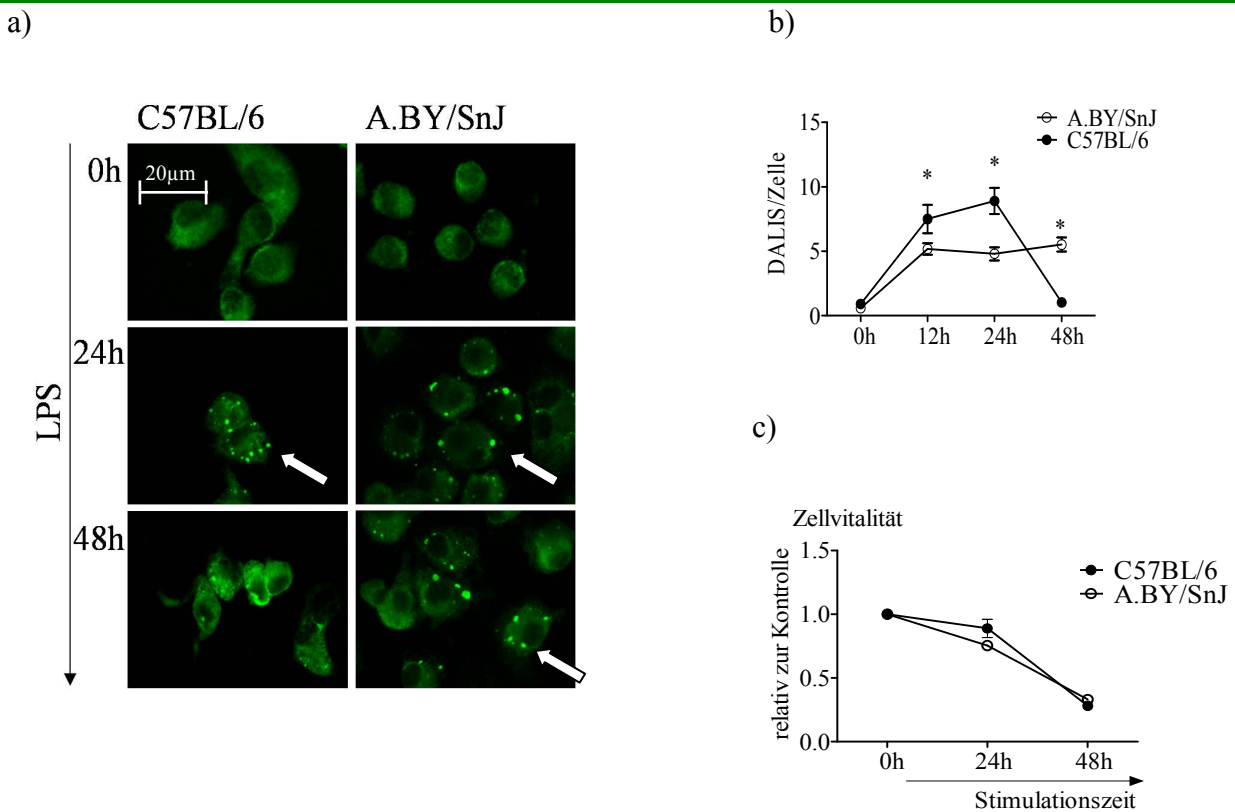 a)
C57BL/6 A.BY/SnJ
0h
20µm
24h
48h
LPS
b)
A.BY/SnJ
C57BL/6
DALIS/Zelle
15
10
5
0
* * *
0h 12h 24h 48h
c)
Zellvitalität
relativ zur Kontrolle
C57BL/6
A.BY/SnJ
1.5
1.0
0.5
0.0
0h 24h 48h
Stimulationszeit